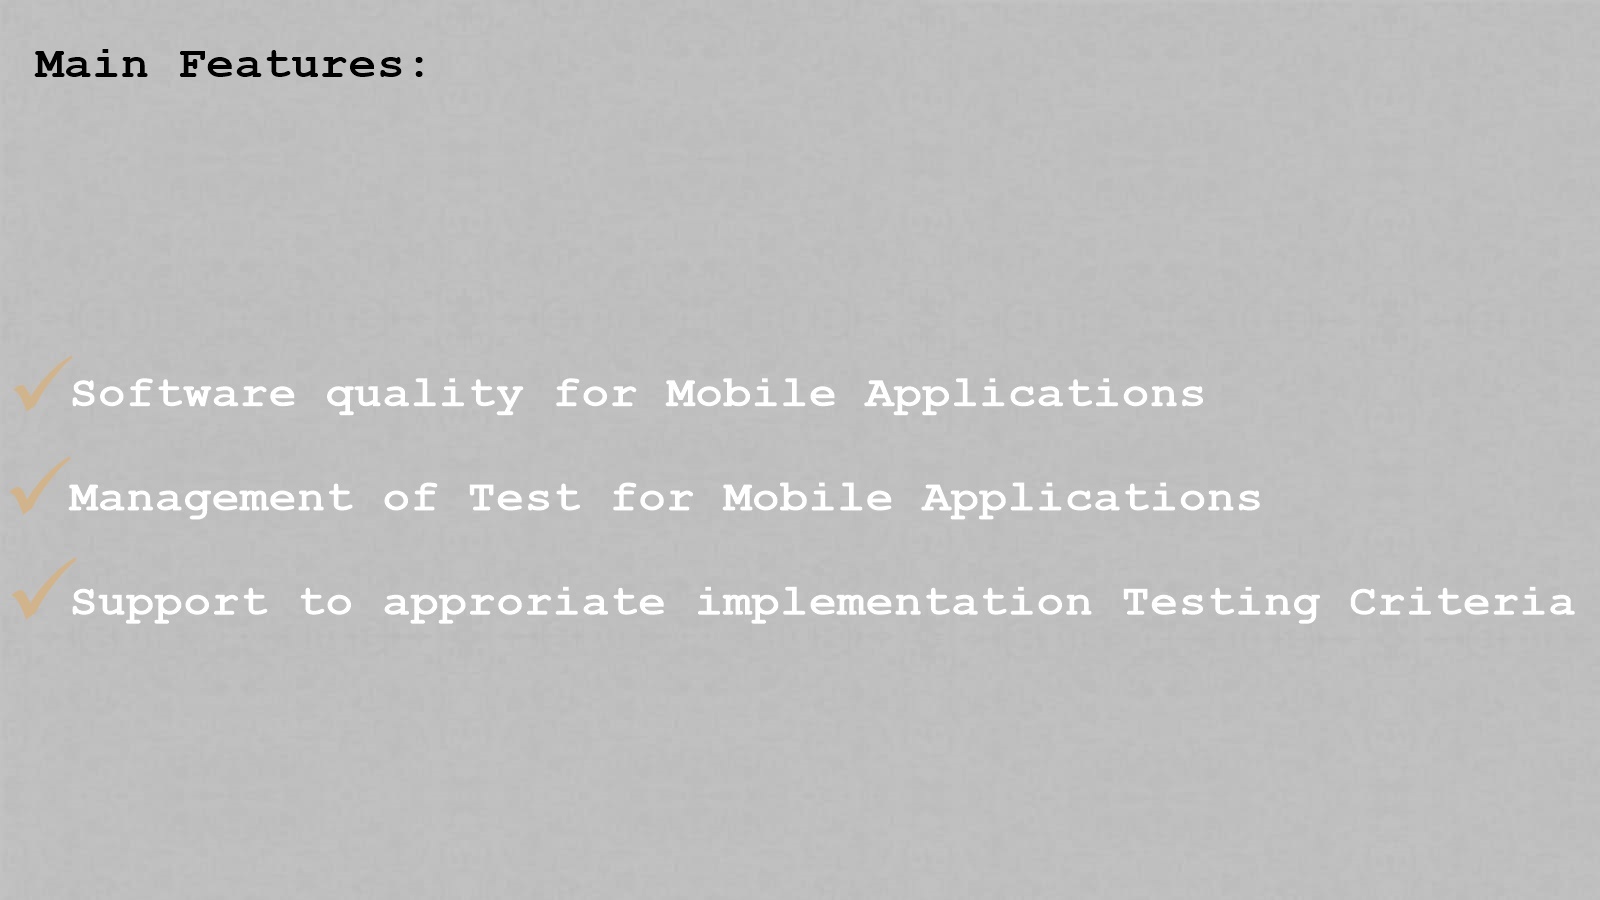 Main Features:
Software quality for Mobile Applications
Management of Test for Mobile Applications
Support to approriate implementation Testing Criteria